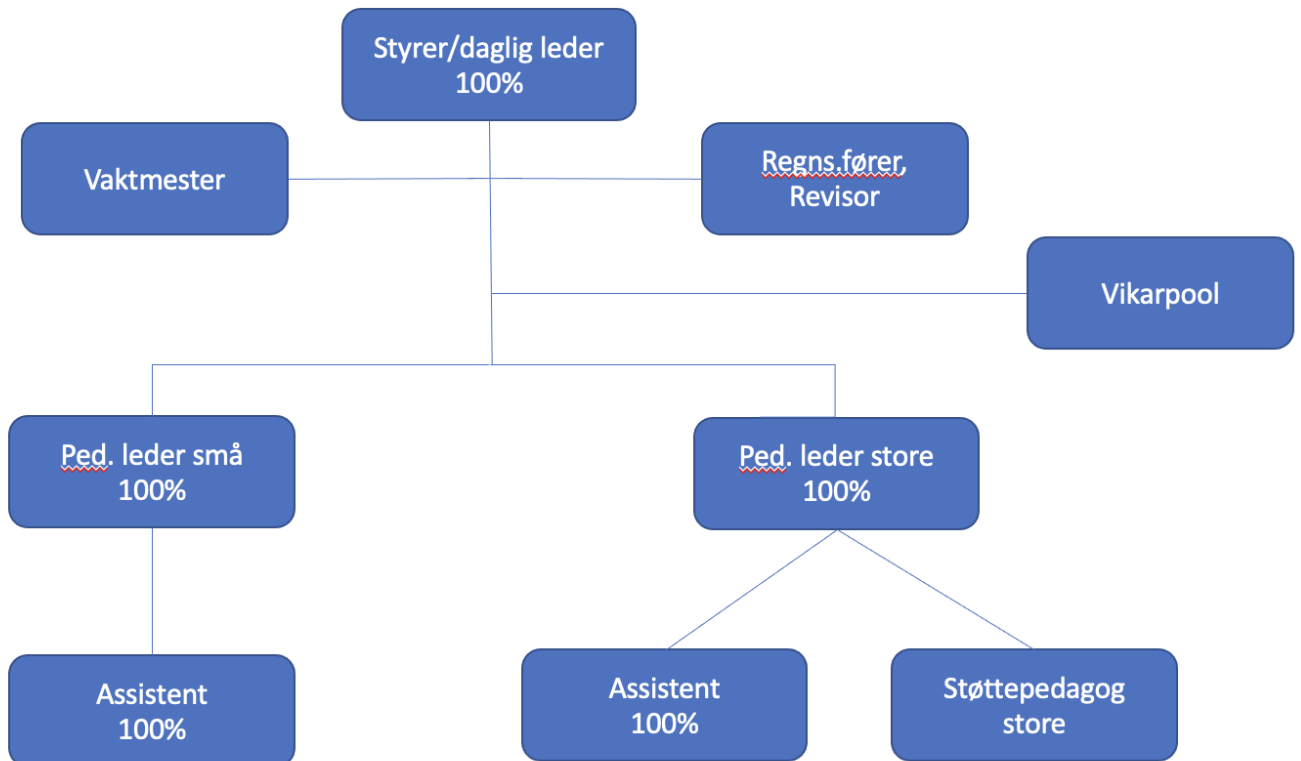 Styrer/daglig leder
100%
Vaktmester
Regns.fører,
Revisor
Vikarpool
Ped. leder små
100%
Ped. leder store
100%
Assistent
100%
Assistent
100%
Støttepedagog
store